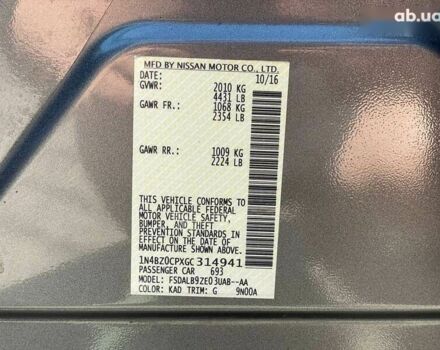 ab.ua
MFD BY NISSAN MOTOR CO., LTD.
DATE: 10/16
GVWR: 2010 KG
4431 LB
GAWR FR: 1068 KG
2354 LB
GAWR RR: 1009 KG
2224 LB
THIS VEHICLE CONFORMS TO ALL
APPLICABLE FEDERAL
MOTOR VEHICLE SAFETY,
BUMPER, AND THEFT
PREVENTION STANDARDS IN
EFFECT ON THE DATE OF
MANUFACTURE SHOWN ABOVE.
1N4BZ0CPXGC314941
PASSENGER CAR 693
MODEL: FSDALB9ZE03UAB--AA
COLOR: KAD TRIM: G 9N00A